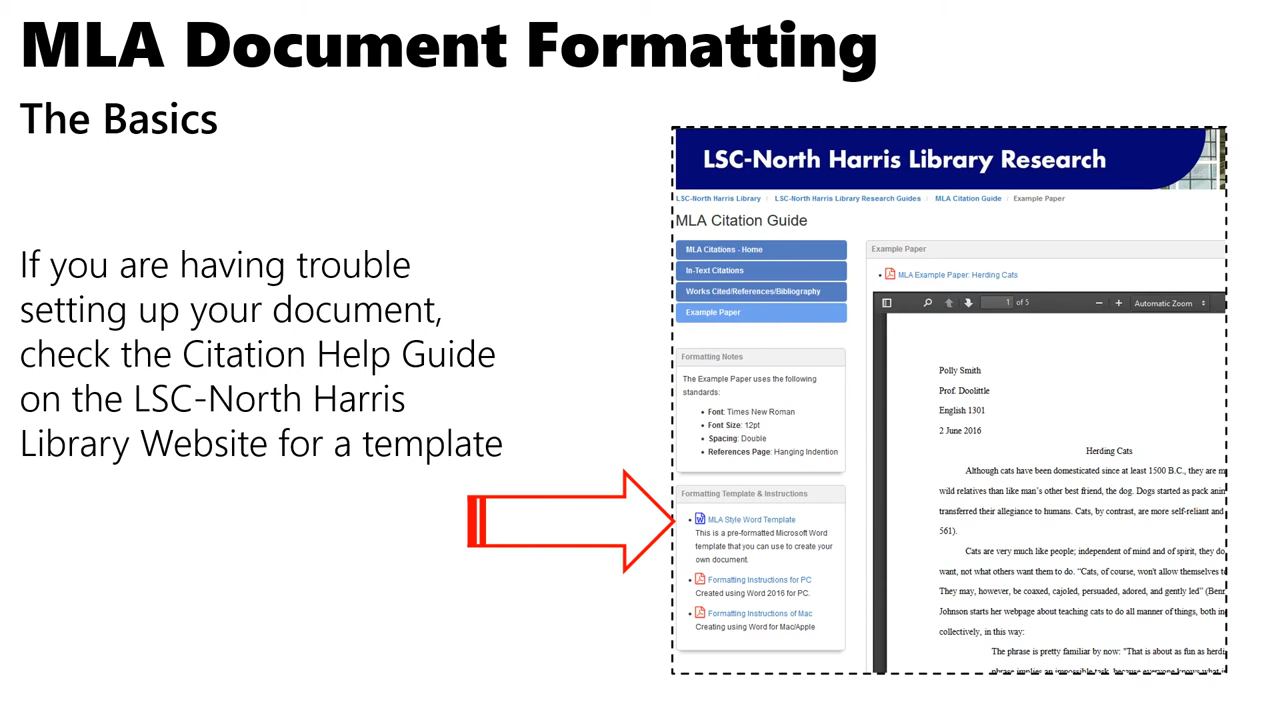 MLA Document Formatting
The Basics
If you are having trouble
setting up your document,
check the Citation Help Guide
on the LSC-North Harris
Library Website for a template
LSC-North Harris Library Research
LSC-North Harris Library / LSC-North Harris Library Research Guides / MLA Citation Guide / Example Paper
MLA Citation Guide
MLA Citations - Home
In-Text Citations
Works Cited/References/Bibliography
Example Paper
Formatting Notes
The Example Paper uses the following
standards:
• Font: Times New Roman
• Font Size: 12pt
• Spacing: Double
• References Page: Hanging Indention
Formatting Template & Instructions
• MLA Style Word Template
This is a pre-formatted Microsoft Word
template that you can use to create your
own document.
• Formatting Instructions for PC
Created using Word 2016 for PC.
• Formatting Instructions of Mac
Creating using Word for Mac/Apple
Example Paper
• MLA Example Paper: Herding Cats
1 of 5
Automatic Zoom
Polly Smith
Prof. Doolittle
English 1301
2 June 2016
Herding Cats
Although cats have been domesticated since at least 1500 B.C., they are m
wild relatives than like man's other best friend, the dog. Dogs started as pack anim
transferred their allegiance to humans. Cats, by contrast, are more self-reliant and
561).
Cats are very much like people; independent of mind and of spirit, they do
want, not what others want them to do. “Cats, of course, won't allow themselves to
They may, however, be coaxed, cajoled, persuaded, adored, and gently led” (Benn
Johnson starts her webpage about teaching cats to do all manner of things, both in
collectively, in this way:
The phrase is pretty familiar by now: "That is about as fun as herdi
phrase implies an impossible task, because everyone knows what i